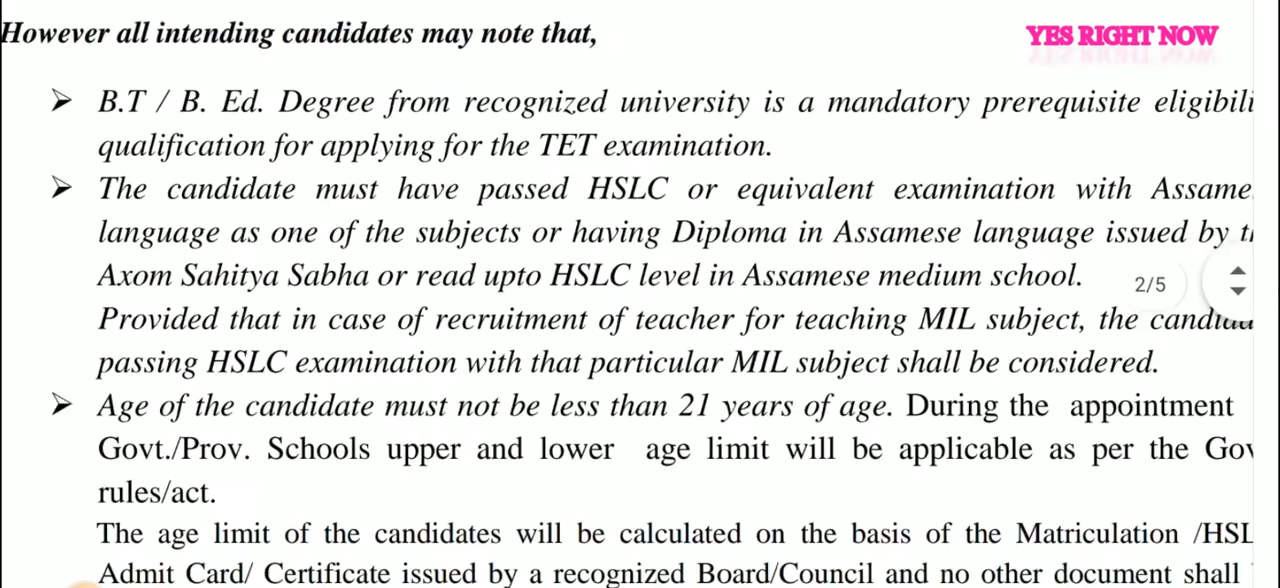 However all intending candidates may note that,
YES RIGHT NOW
➢ B.T / B. Ed. Degree from recognized university is a mandatory prerequisite eligibili
qualification for applying for the TET examination.
➢ The candidate must have passed HSLC or equivalent examination with Assame
language as one of the subjects or having Diploma in Assamese language issued by t
Axom Sahitya Sabha or read upto HSLC level in Assamese medium school.
2/5
Provided that in case of recruitment of teacher for teaching MIL subject, the
passing HSLC examination with that particular MIL subject shall be considered.
➢ Age of the candidate must not be less than 21 years of age. During the appointment
Govt./Prov. Schools upper and lower age limit will be applicable as per the Gov
rules/act.
The age limit of the candidates will be calculated on the basis of the Matriculation /HSL
Admit Card/ Certificate issued by a recognized Board/Council and no other document shall